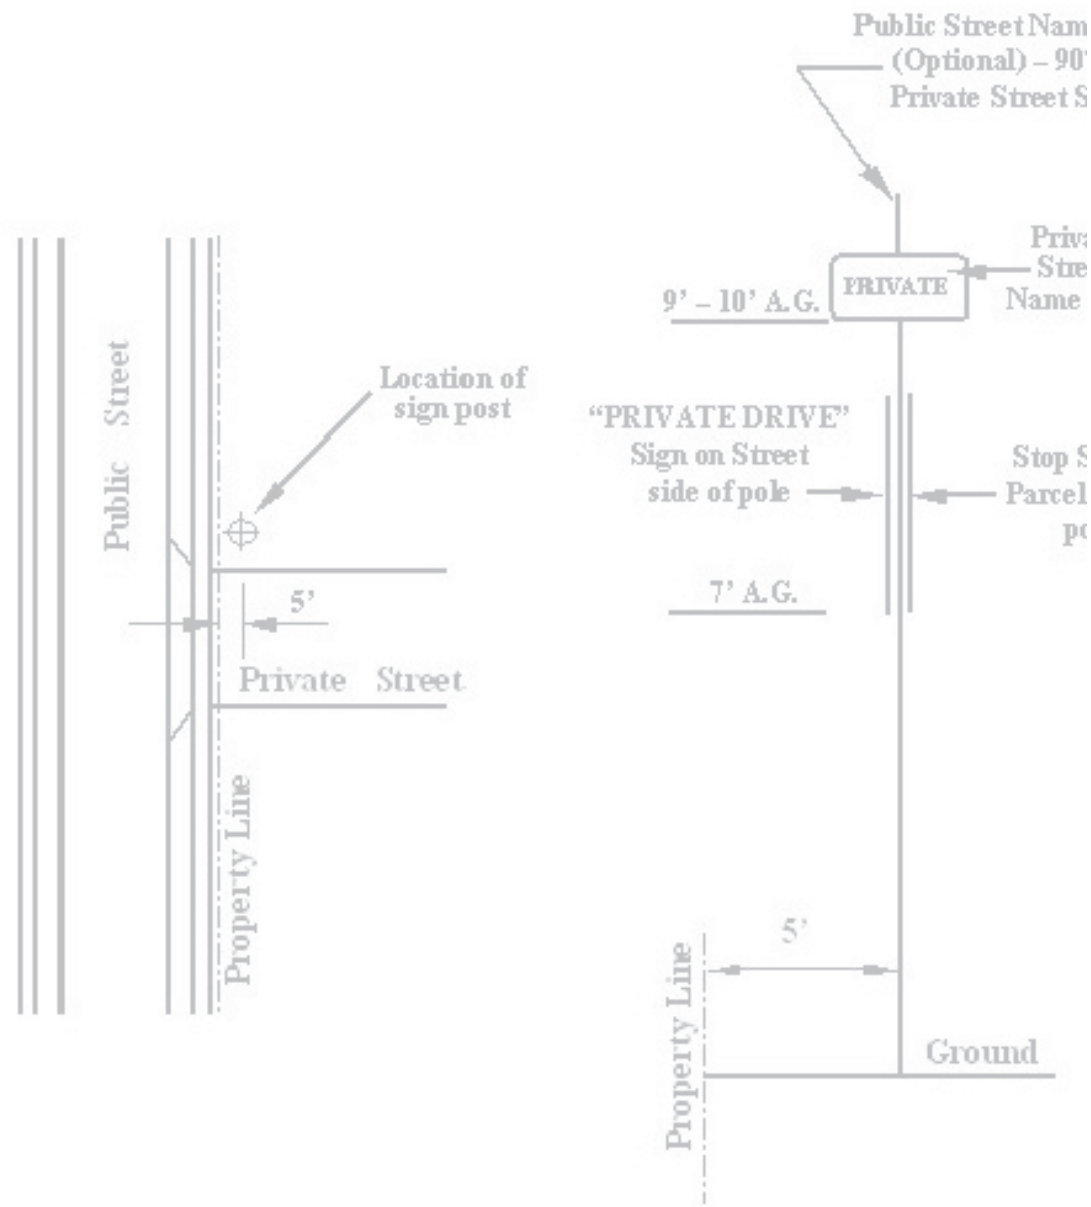 Public Street
Location of
sign post
5’
Private Street
Property Line
Public Street Nam
(Optional) – 90°
Private Street S
Priva
Stree
Name
PRIVATE
9’ – 10’ A.G.
“PRIVATE DRIVE”
Sign on Street
side of pole
Stop S
Parcel
po
7’ A.G.
5’
Property Line
Ground